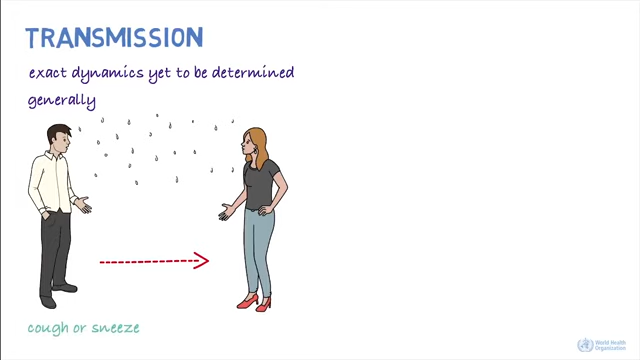 TRANSMISSION
exact dynamics yet to be determined
generally
cough or sneeze
World Health
Organization